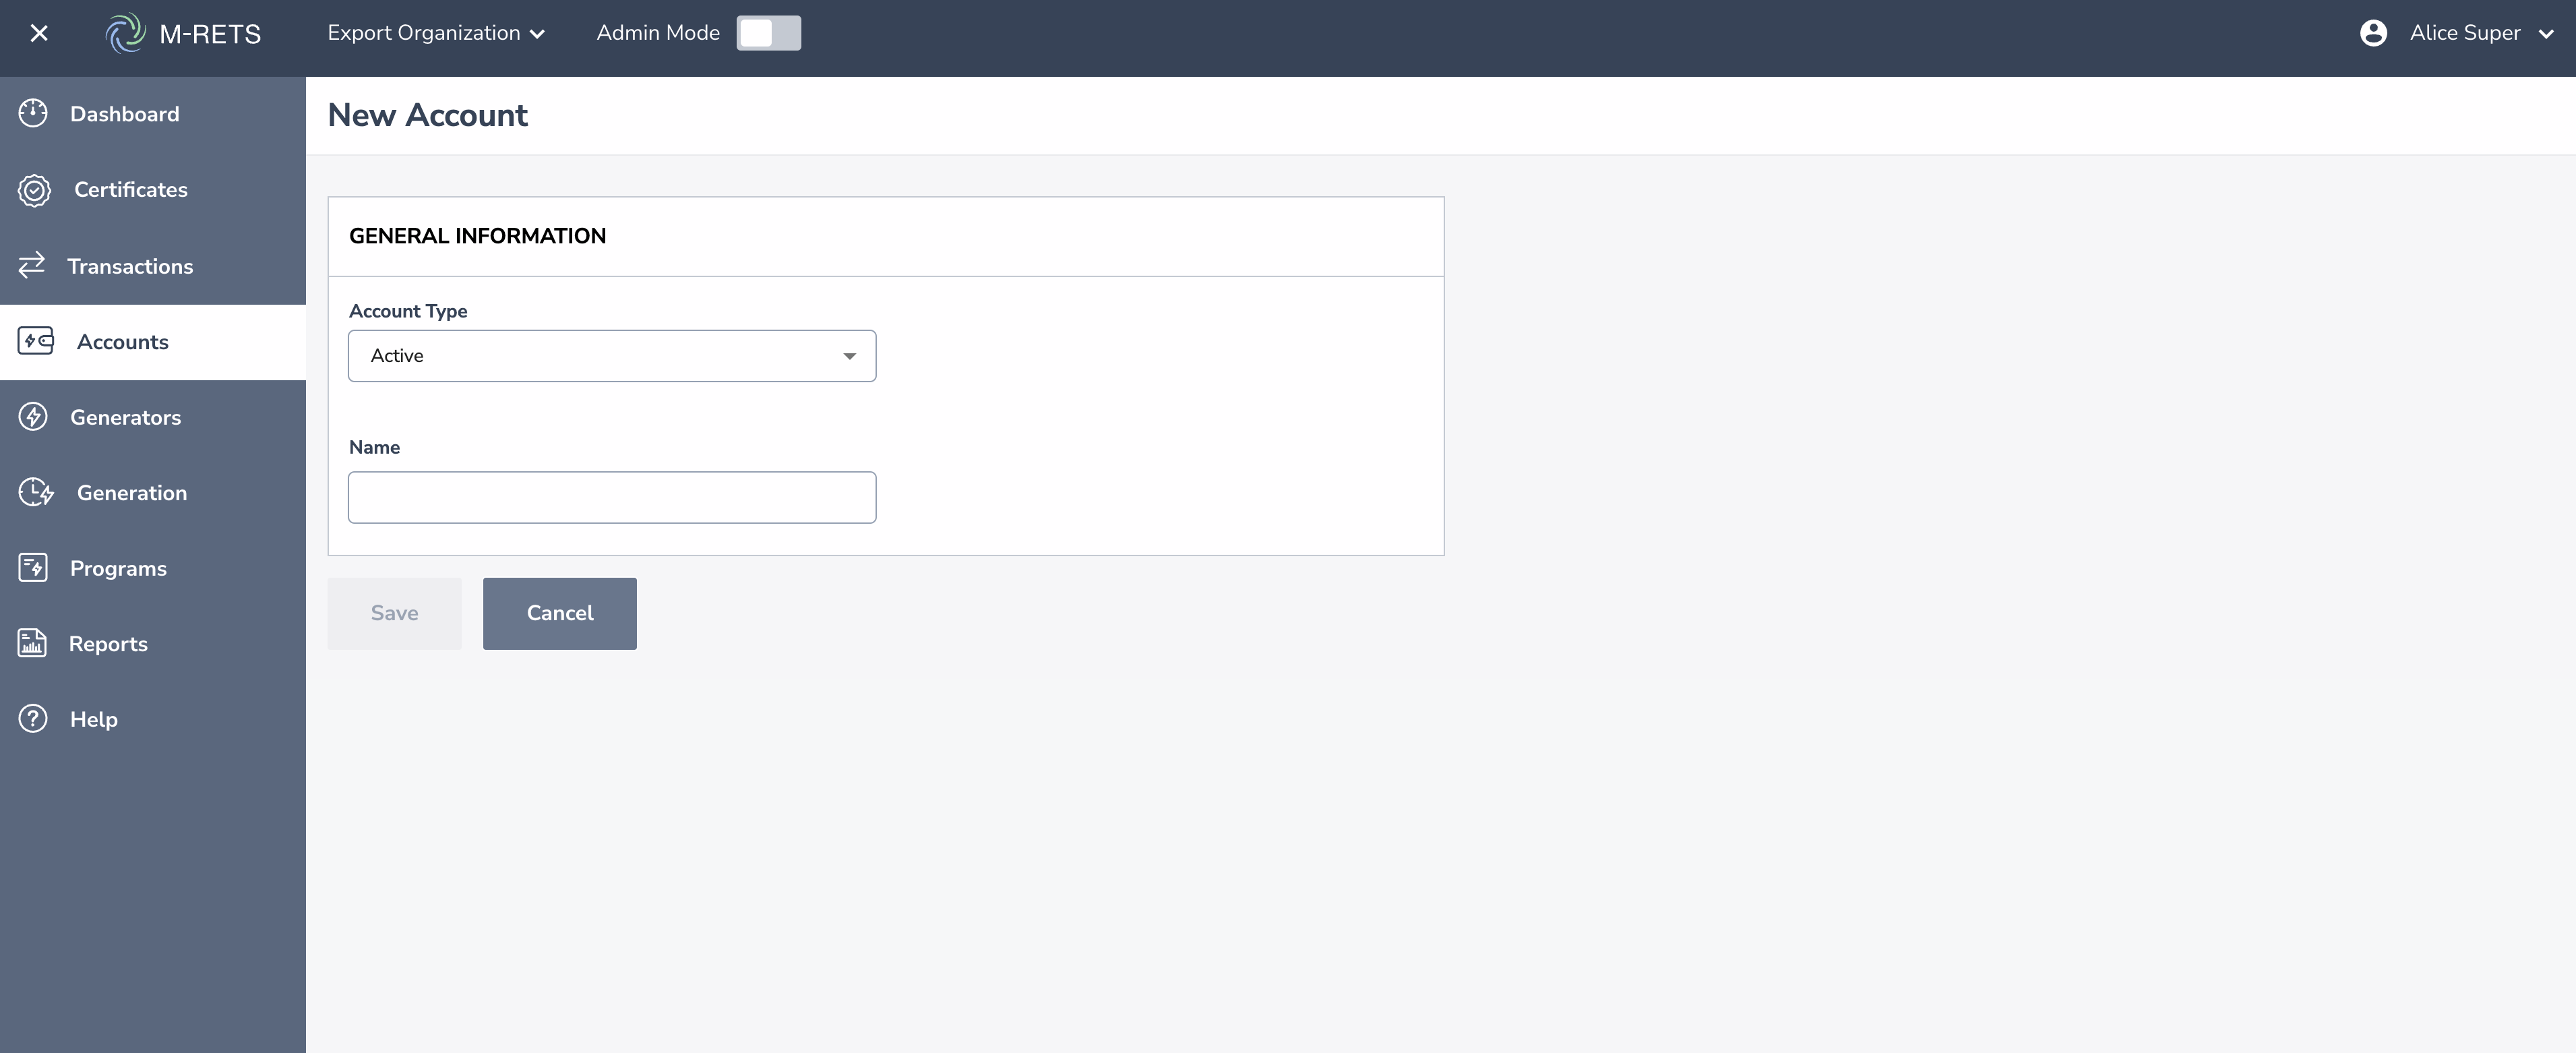 M-RETS
Export Organization
Admin Mode
Alice Super
Dashboard
Certificates
Transactions
Accounts
Generators
Generation
Programs
Reports
Help
New Account
GENERAL INFORMATION
Account Type
Active
Name
Save
Cancel